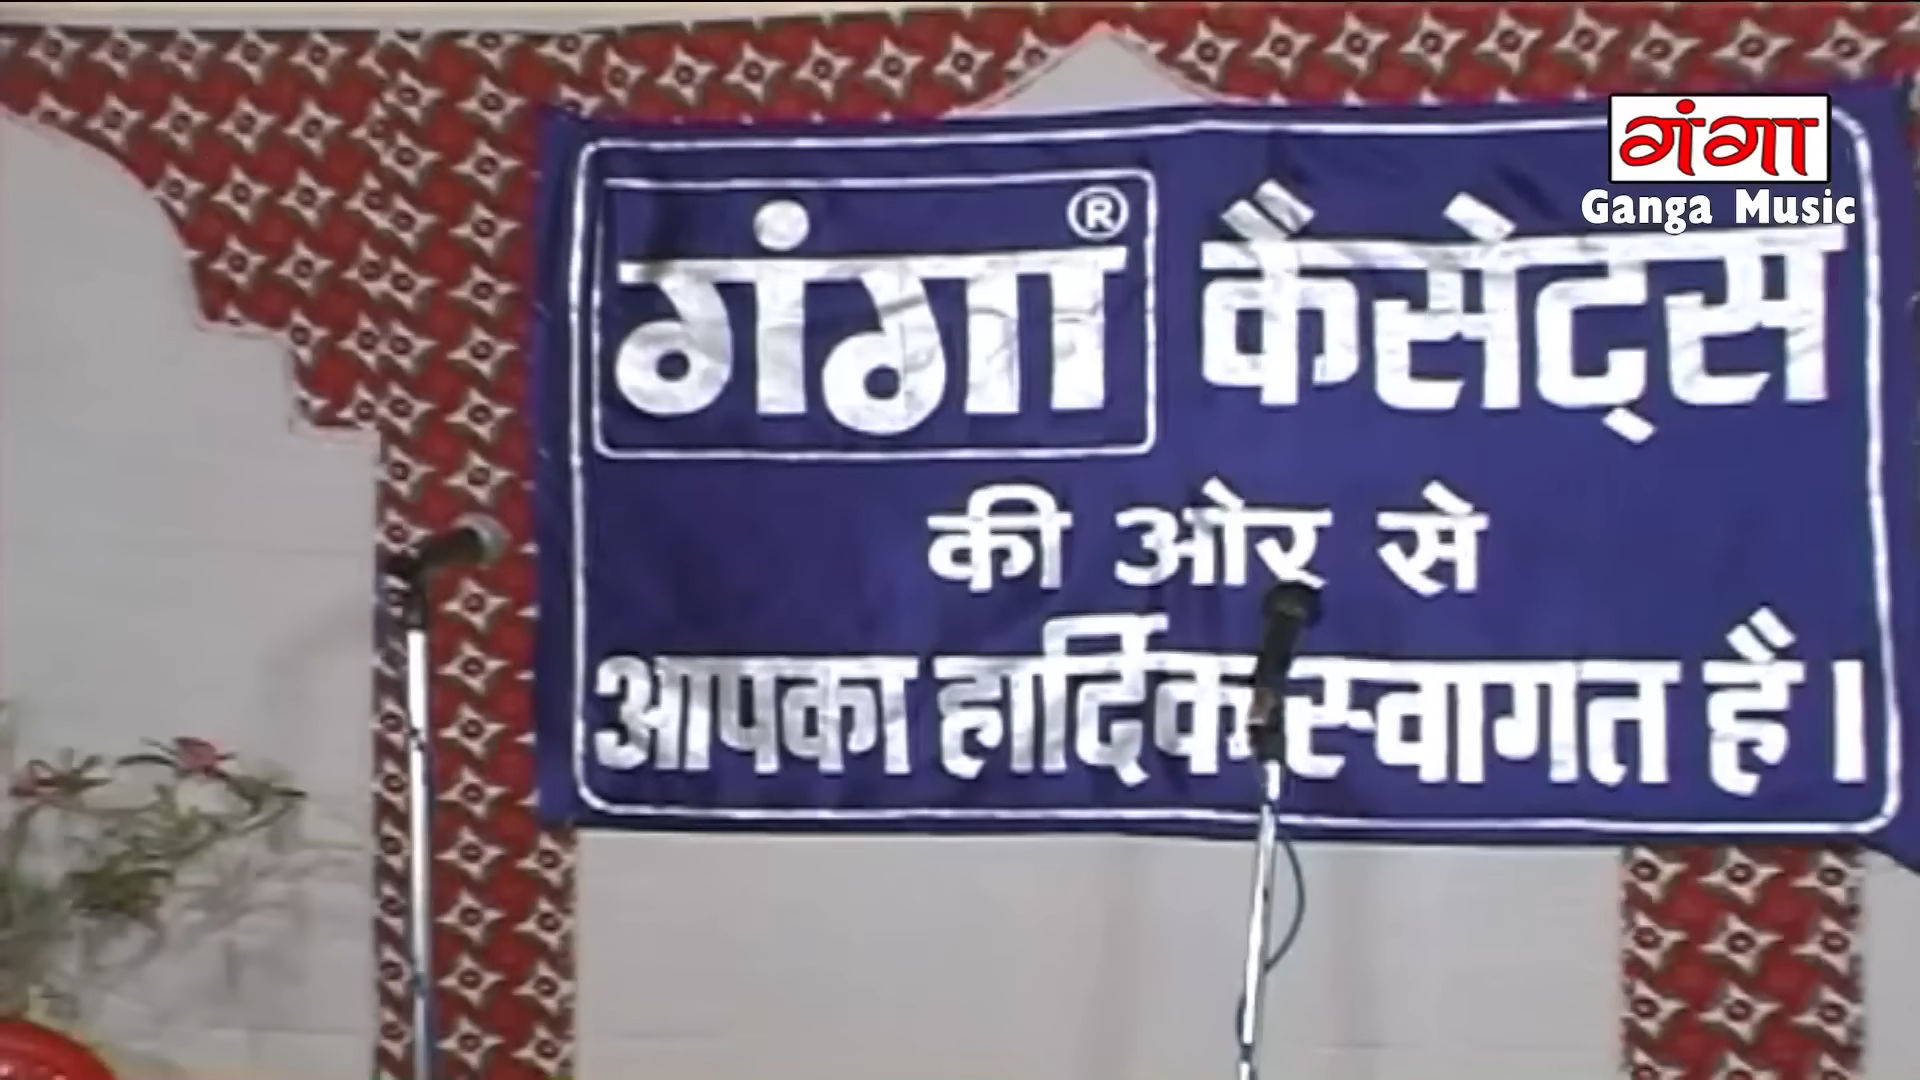 गंगा
Ganga Music
गंगा® कैसेट्स
की ओर से
आपका हार्दिक स्वागत है।